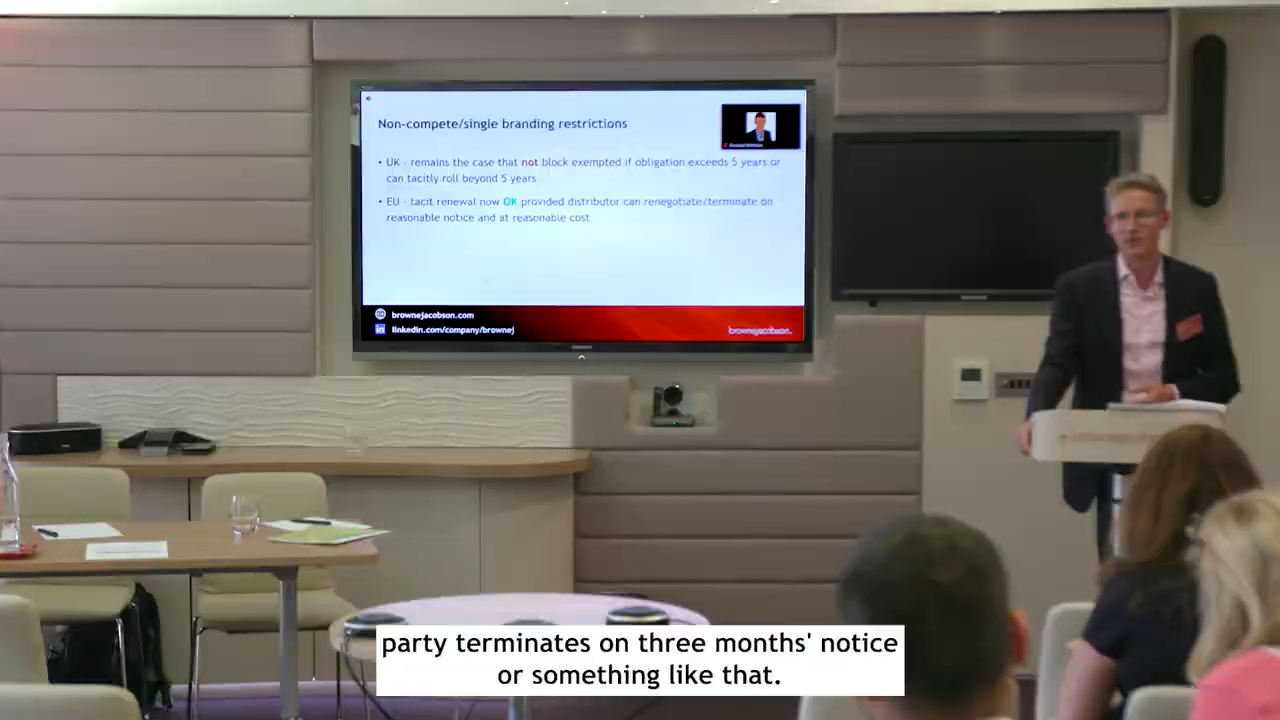 Non-compete/single branding restrictions
• UK - remains the case that not block exempted if obligation exceeds 5 years or
can tacitly roll beyond 5 years
• EU - tacit renewal now OK provided distributor can renegotiate/terminate on
reasonable notice and at reasonable cost
brownejacobson.com
linkedin.com/company/brownej
brownejacobson.
party terminates on three months' notice
or something like that.